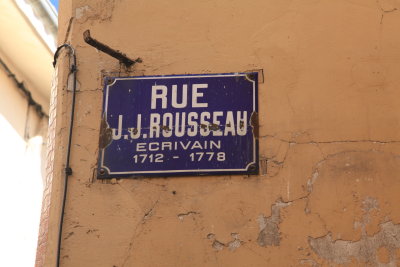 RUE
J.J.ROUSSEAU
ECRIVAIN
1712 - 1778